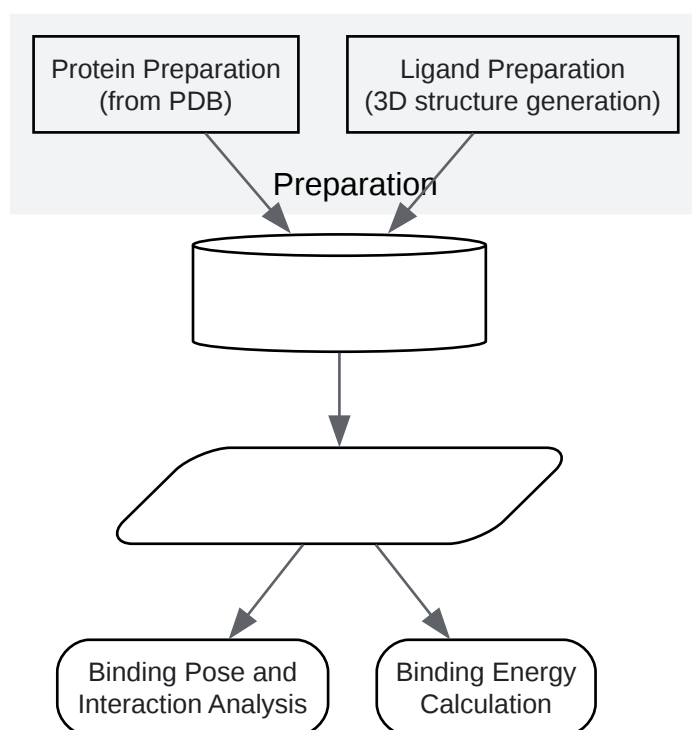 Protein Preparation
(from PDB)
Ligand Preparation
(3D structure generation)
Preparation
Binding Pose and
Interaction Analysis
Binding Energy
Calculation